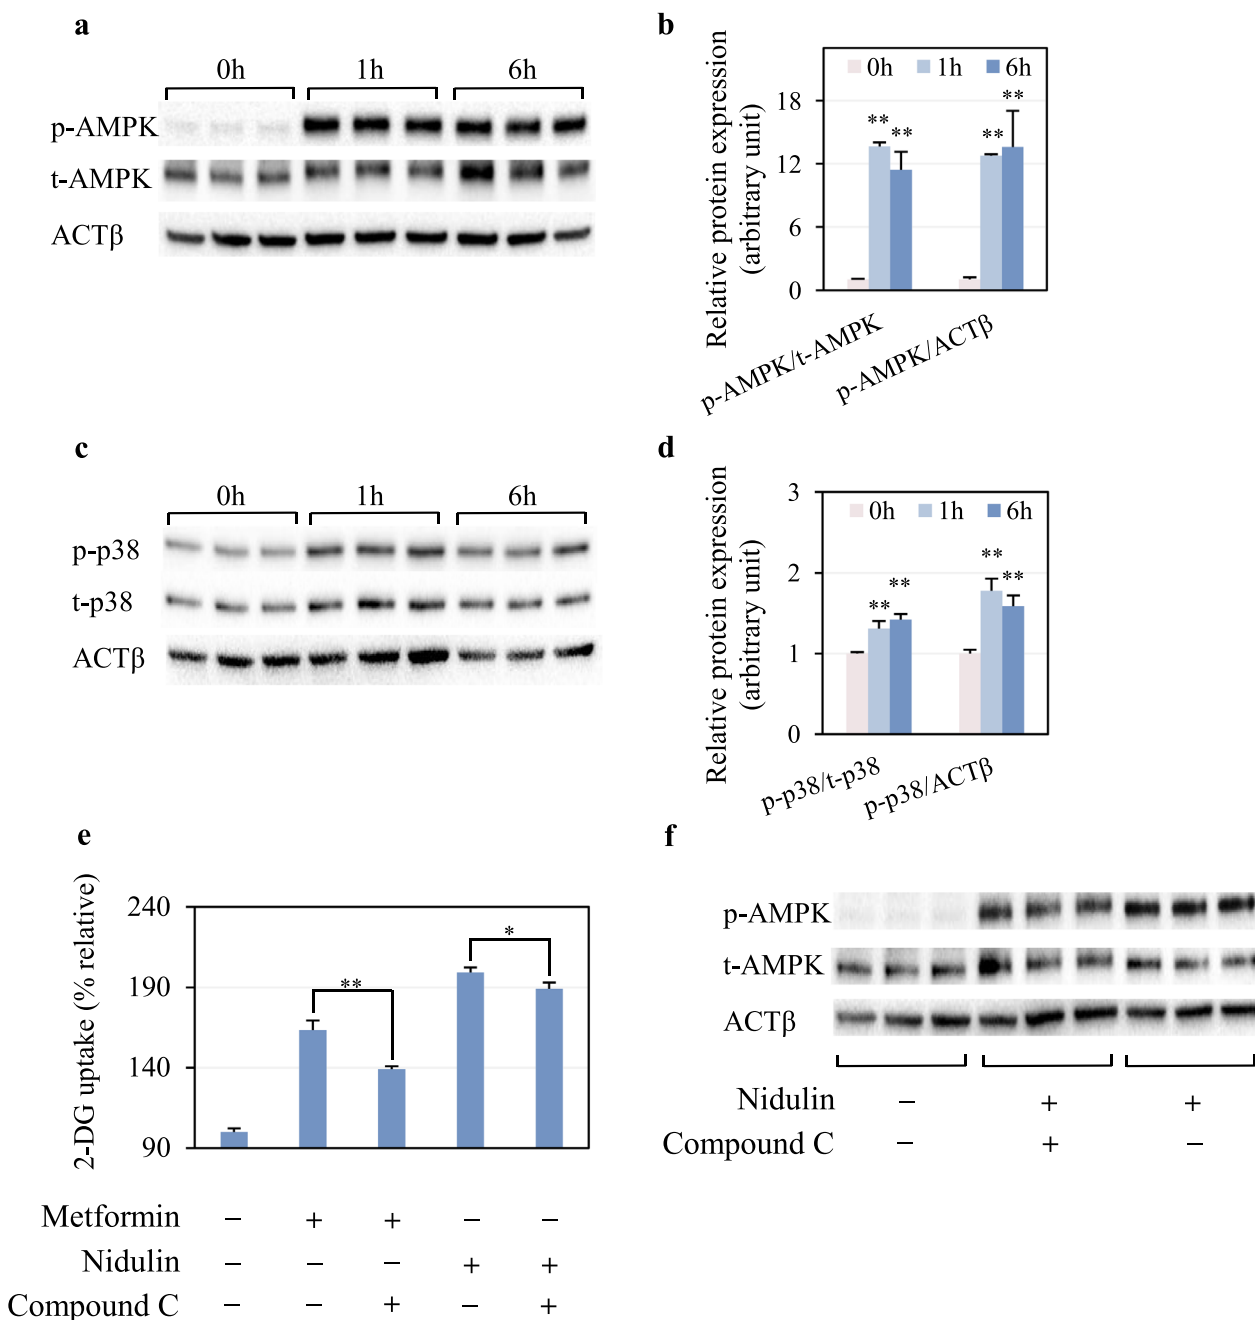 a
0h 1h 6h
p-AMPK
t-AMPK
ACTβ
b
Relative protein expression
(arbitrary unit)
0h 1h 6h
18
12
6
0
** ** ** **
p-AMPK/t-AMPK
p-AMPK/ACTβ
c
0h 1h 6h
p-p38
t-p38
ACTβ
d
Relative protein expression
(arbitrary unit)
3
2
1
0
0h 1h 6h
** ** ** **
p-p38/t-p38
p-p38/ACTβ
e
2-DG uptake (% relative)
240
190
140
90
** *
Metformin − + + − −
Nidulin − − − + +
Compound C − − + − +
f
p-AMPK
t-AMPK
ACTβ
Nidulin − + +
Compound C − + −